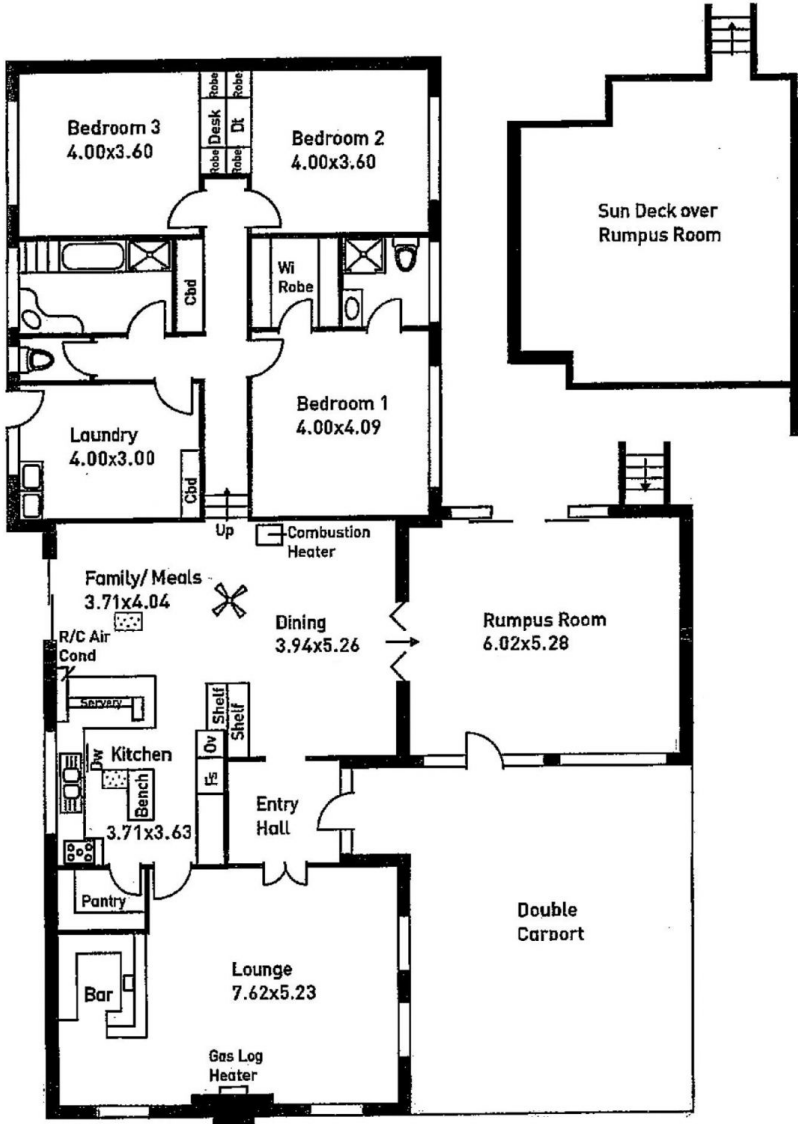 Bedroom 3
4.00x3.60
Robe
Robe
Desk
Dt
Robe
Robe
Bedroom 2
4.00x3.60
Sun Deck over
Rumpus Room
Cbd
Wi
Robe
Bedroom 1
4.00x4.09
Laundry
4.00x3.00
Cbd
Up
Combustion
Heater
Family/Meals
3.71x4.04
Dining
3.94x5.26
Rumpus Room
6.02x5.28
R/C Air
Cond
Servery
Shelf
Shelf
Dw
Kitchen
Ov
Bench
3.71x3.63
Entry
Hall
Pantry
Double
Carport
Lounge
7.62x5.23
Bar
Gas Log
Heater